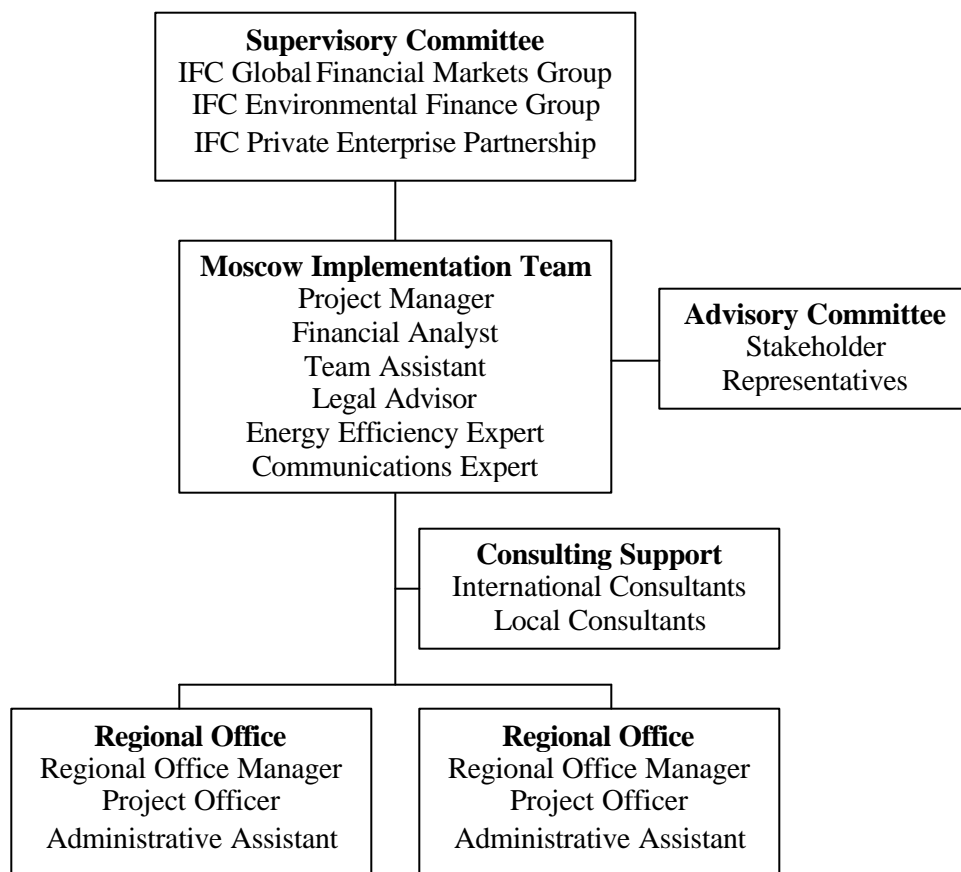 Supervisory Committee
IFC Global Financial Markets Group
IFC Environmental Finance Group
IFC Private Enterprise Partnership
Moscow Implementation Team
Project Manager
Financial Analyst
Team Assistant
Legal Advisor
Energy Efficiency Expert
Communications Expert
Advisory Committee
Stakeholder
Representatives
Consulting Support
International Consultants
Local Consultants
Regional Office
Regional Office Manager
Project Officer
Administrative Assistant
Regional Office
Regional Office Manager
Project Officer
Administrative Assistant